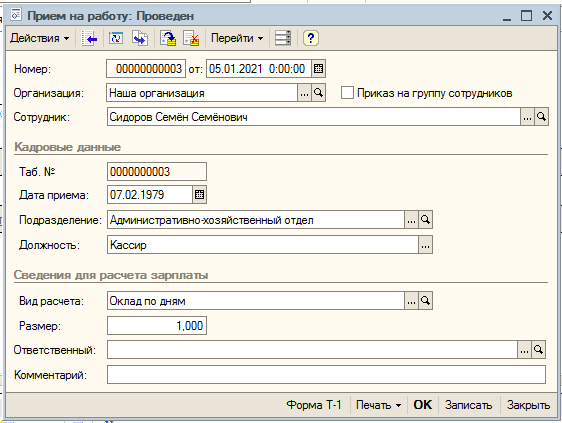 Прием на работу: Проведен
Действия Перейти ?
Номер: 00000000003 от: 05.01.2021 0:00:00
Организация: Наша организация ... Приказ на группу сотрудников
Сотрудник: Сидоров Семён Семёнович ...
Кадровые данные
Таб. № 0000000003
Дата приема: 07.02.1979
Подразделение: Административно-хозяйственный отдел ...
Должность: Кассир ...
Сведения для расчета зарплаты
Вид расчета: Оклад по дням ...
Размер: 1,000
Ответственный: ...
Комментарий:
Форма Т-1 Печать OK Записать Закрыть